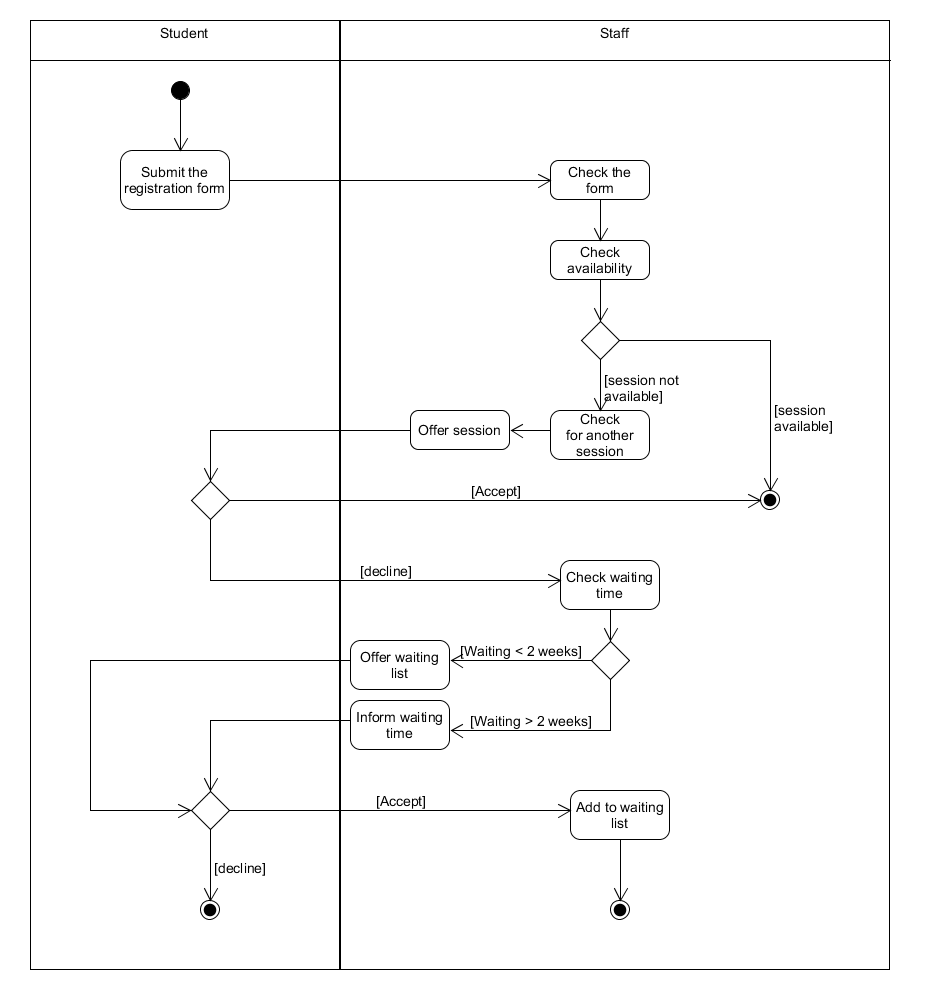 Student
Staff
Submit the
registration form
Check the
form
Check
availability
[session not
available]
[session
available]
Check
for another
session
Offer session
[Accept]
[decline]
Check waiting
time
[Waiting < 2 weeks]
Offer waiting
list
[Waiting > 2 weeks]
Inform waiting
time
[Accept]
Add to waiting
list
[decline]